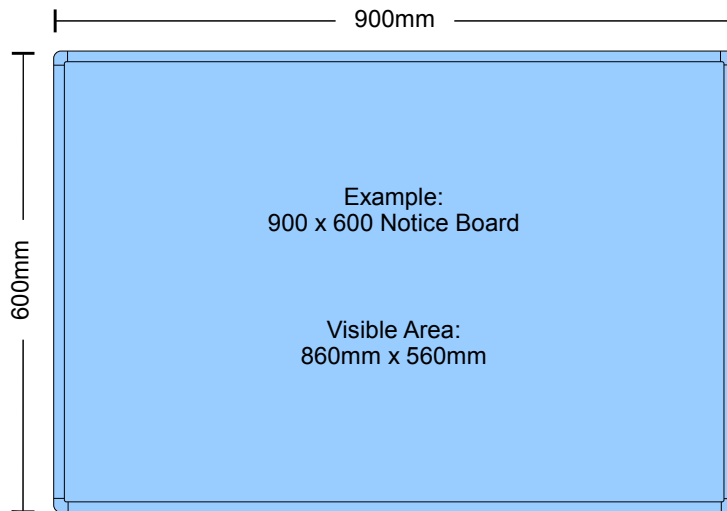 900mm
600mm
Example:
900 x 600 Notice Board
Visible Area:
860mm x 560mm